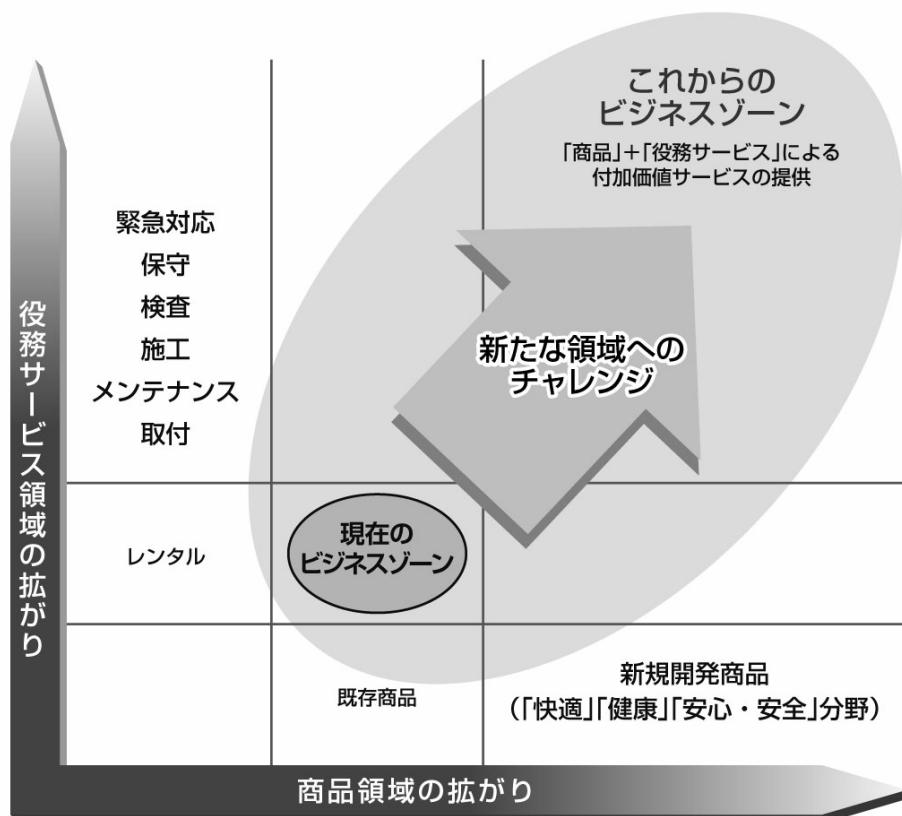 これからの
ビジネスゾーン
「商品」+「役務サービス」による
付加価値サービスの提供
緊急対応
保守
検査
施工
メンテナンス
取付
新たな領域への
チャレンジ
役務サービス領域の拡がり
レンタル
現在の
ビジネスゾーン
既存商品
新規開発商品
(「快適」「健康」「安心・安全」分野)
商品領域の拡がり